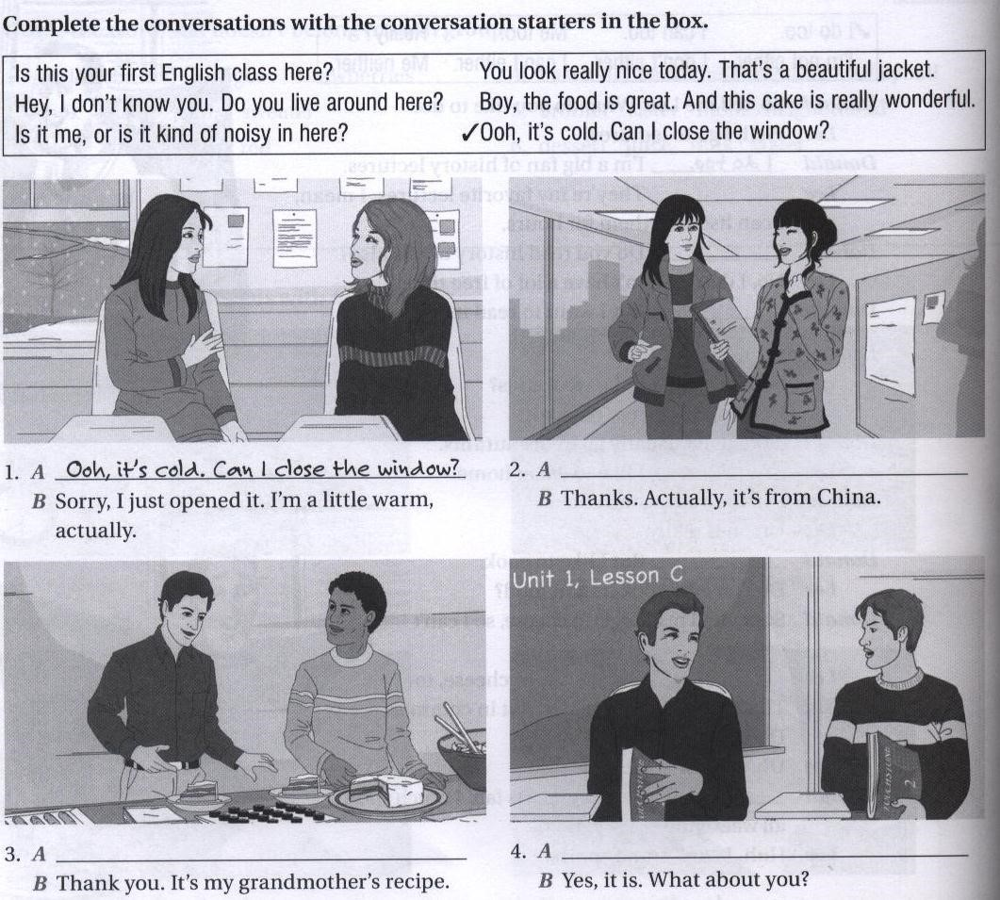 Complete the conversations with the conversation starters in the box.
Is this your first English class here?
You look really nice today. That's a beautiful jacket.
Hey, I don't know you. Do you live around here?
Boy, the food is great. And this cake is really wonderful.
Is it me, or is it kind of noisy in here?
✓Ooh, it's cold. Can I close the window?
1. A Ooh, it's cold. Can I close the window?
B Sorry, I just opened it. I'm a little warm,
actually.
2. A
B Thanks. Actually, it's from China.
Unit 1, Lesson C
2
3. A
B Thank you. It's my grandmother's recipe.
4. A
B Yes, it is. What about you?